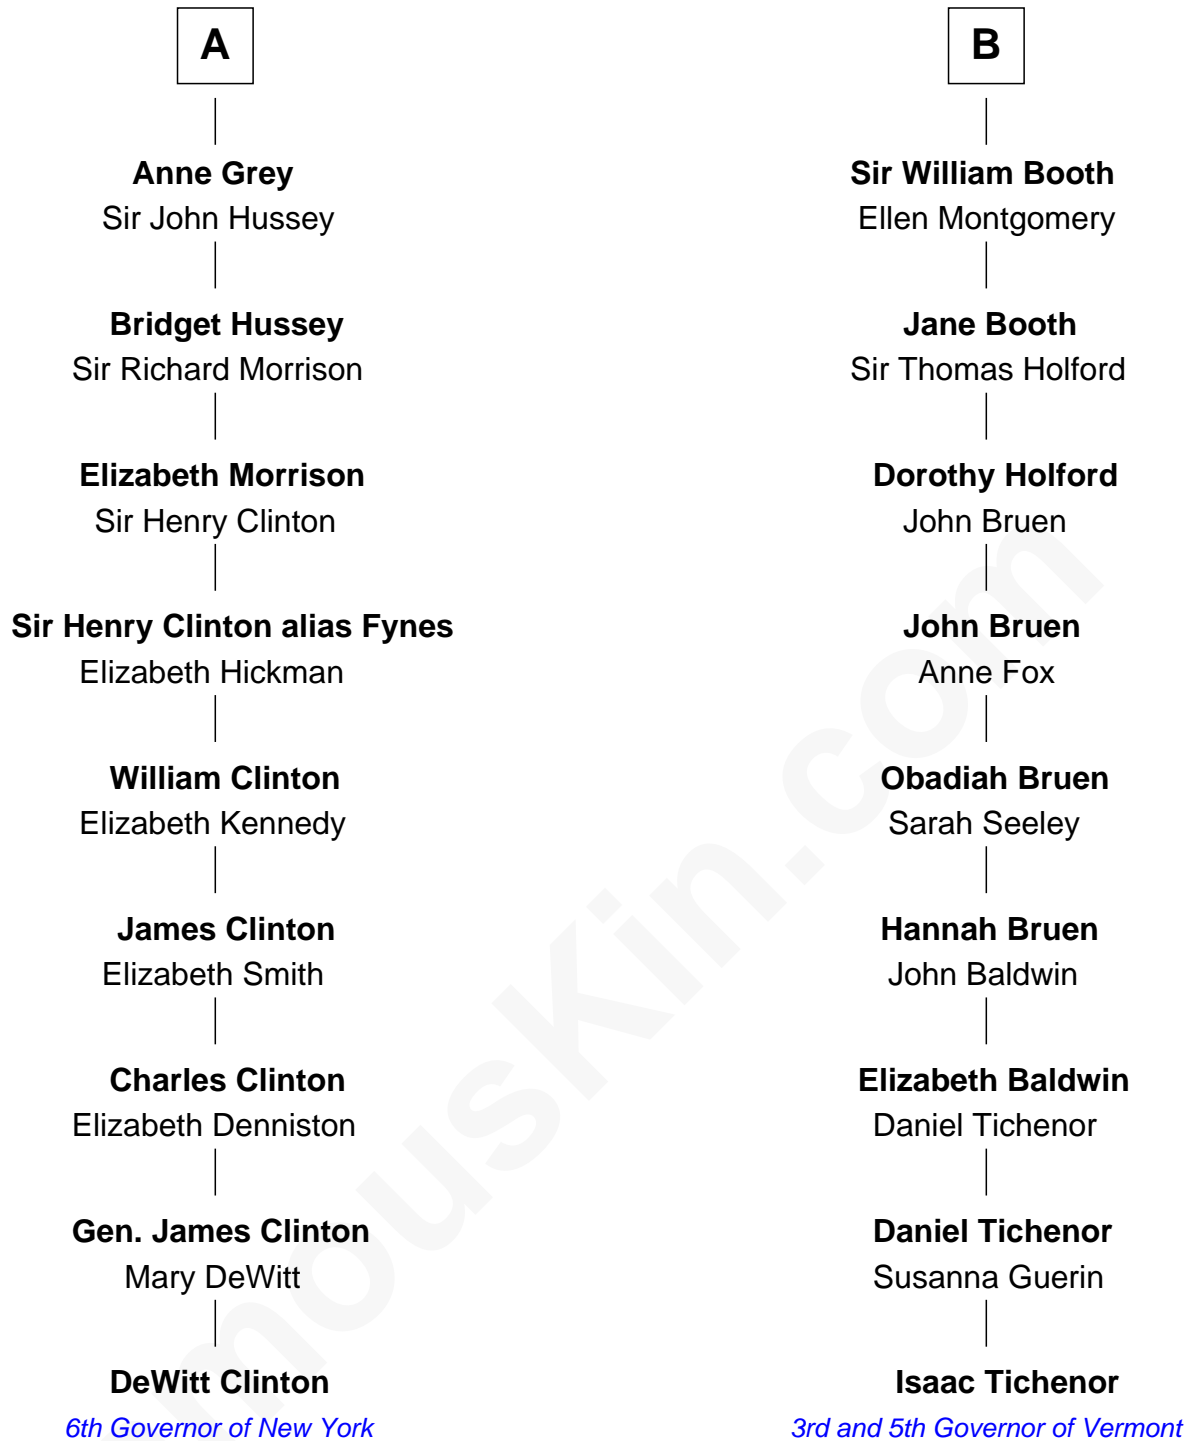 A
Anne Grey
Sir John Hussey
Bridget Hussey
Sir Richard Morrison
Elizabeth Morrison
Sir Henry Clinton
Sir Henry Clinton alias Fynes
Elizabeth Hickman
William Clinton
Elizabeth Kennedy
James Clinton
Elizabeth Smith
Charles Clinton
Elizabeth Denniston
Gen. James Clinton
Mary DeWitt
DeWitt Clinton
6th Governor of New York
B
Sir William Booth
Ellen Montgomery
Jane Booth
Sir Thomas Holford
Dorothy Holford
John Bruen
John Bruen
Anne Fox
Obadiah Bruen
Sarah Seeley
Hannah Bruen
John Baldwin
Elizabeth Baldwin
Daniel Tichenor
Daniel Tichenor
Susanna Guerin
Isaac Tichenor
3rd and 5th Governor of Vermont
mouskin.com